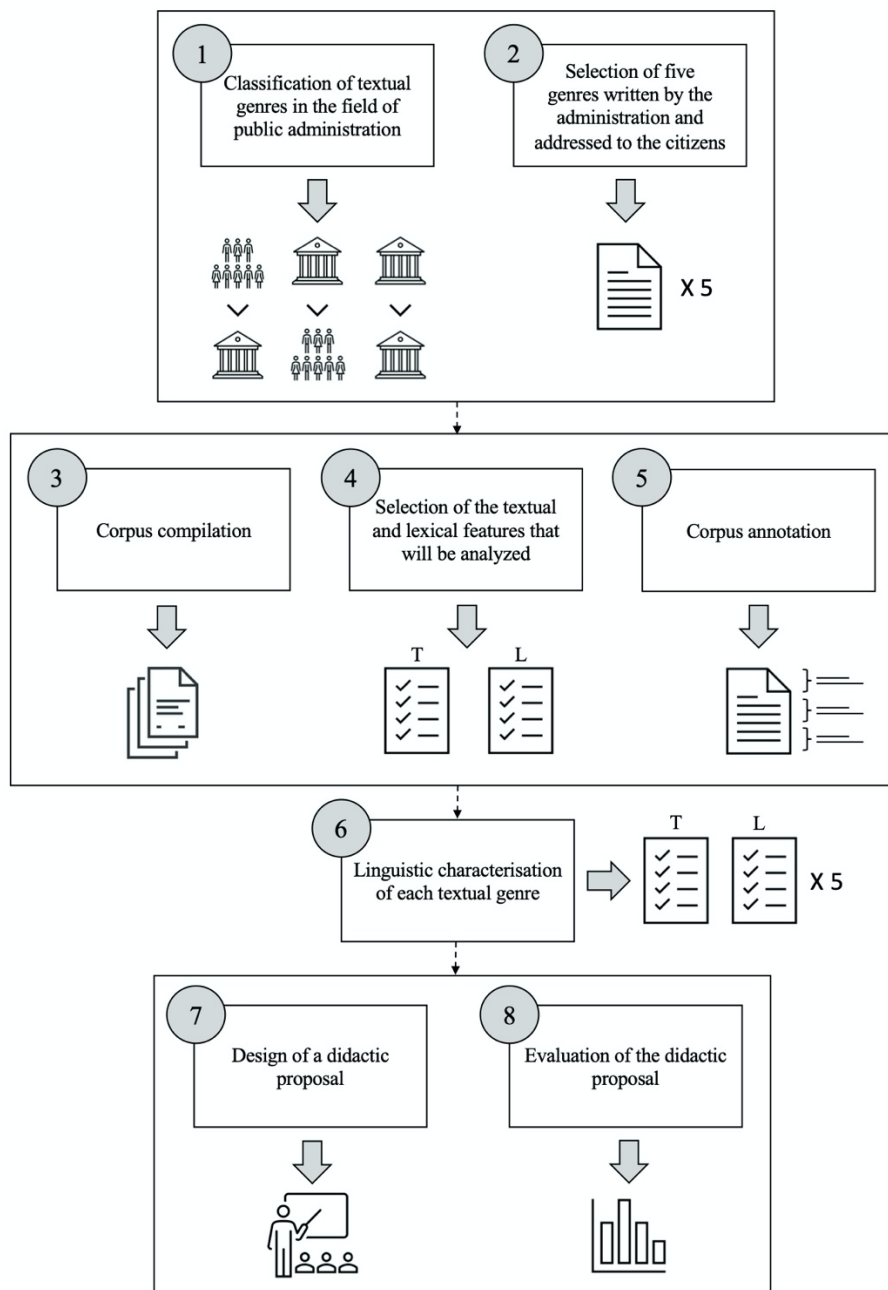 1
Classification of textual
genres in the field of
public administration
2
Selection of five
genres written by the
administration and
addressed to the citizens
X 5
3
Corpus compilation
4
Selection of the textual
and lexical features that
will be analyzed
T L
5
Corpus annotation
6
Linguistic characterisation
of each textual genre
T L
X 5
7
Design of a didactic
proposal
8
Evaluation of the didactic
proposal